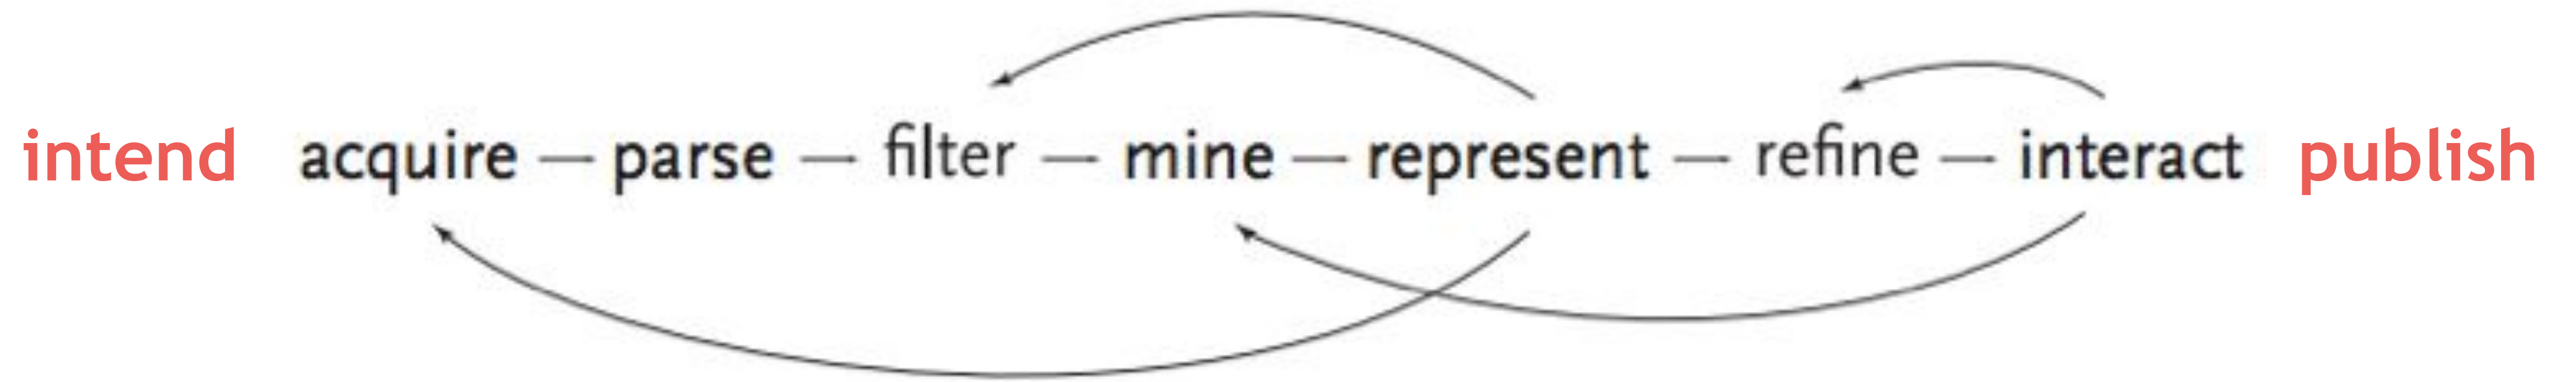 intend acquire — parse — filter — mine — represent — refine — interact publish